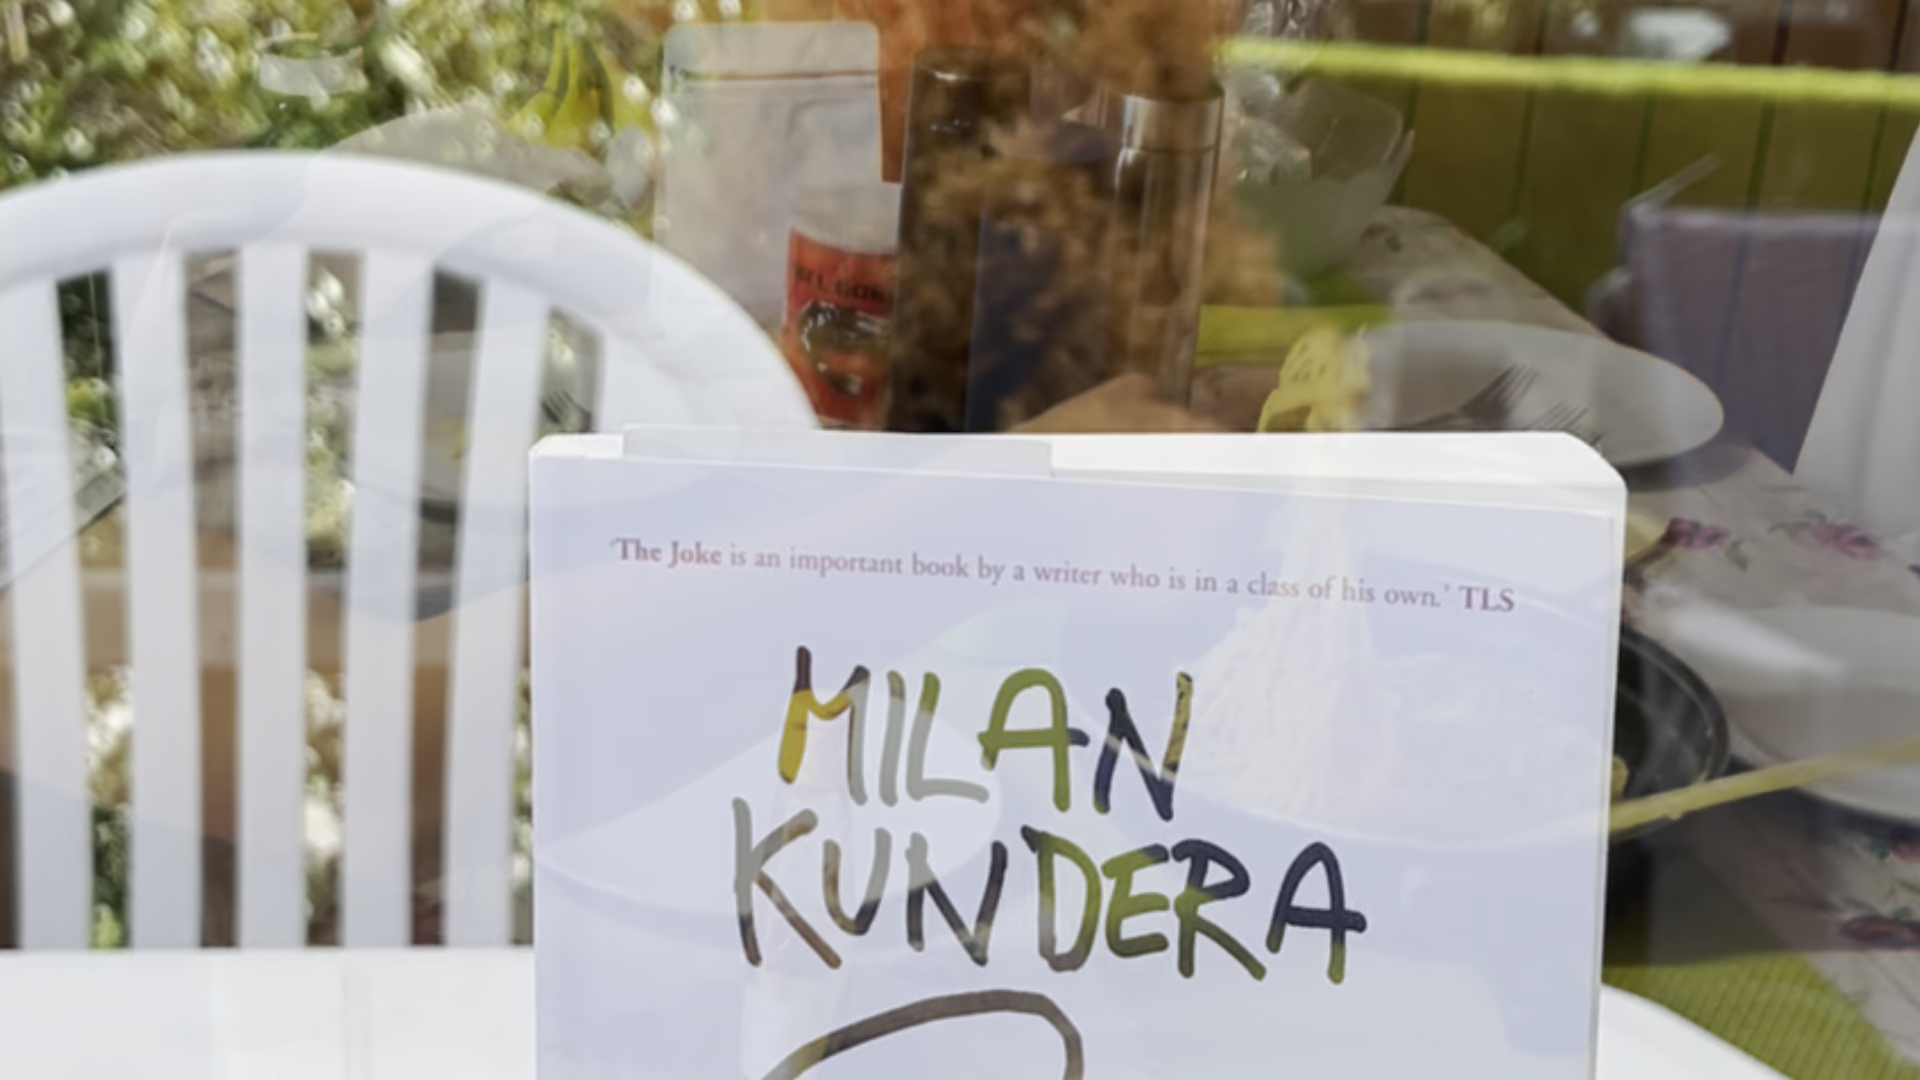 'The Joke is an important book by a writer who is in a class of his own.' TLS
MILAN
KUNDERA